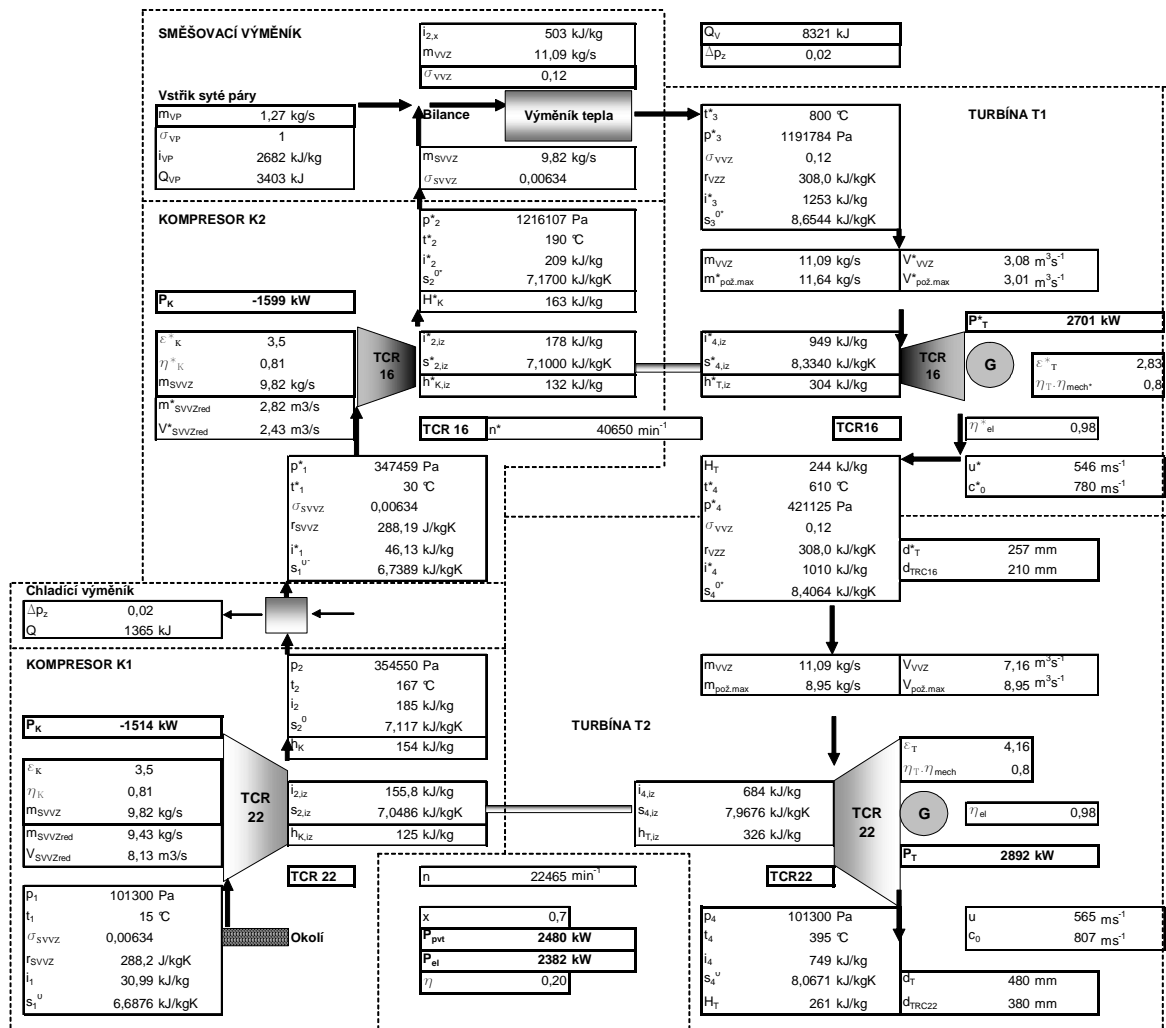 SMĚŠOVACÍ VÝMĚNÍK
i2,x 503 kJ/kg
mVVZ 11,09 kg/s
σVVZ 0,12
QV 8321 kJ
Δpz 0,02
Vstřik syté páry
mVP 1,27 kg/s
σVP 1
iVP 2682 kJ/kg
QVP 3403 kJ
Bilance
Výměník tepla
mSVVZ 9,82 kg/s
σSVVZ 0,00634
TURBÍNA T1
t*3 800 °C
p*3 1191784 Pa
σVVZ 0,12
rVZZ 308,0 kJ/kgK
i*3 1253 kJ/kg
s3^0* 8,6544 kJ/kgK
KOMPRESOR K2
p*2 1216107 Pa
t*2 190 °C
i*2 209 kJ/kg
s2^0* 7,1700 kJ/kgK
H*K 163 kJ/kg
mVVZ 11,09 kg/s
m*pož.max 11,64 kg/s
V*VVZ 3,08 m3s-1
V*pož.max 3,01 m3s-1
PK -1599 kW
P*T 2701 kW
ε*K 3,5
η*K 0,81
mSVVZ 9,82 kg/s
m*SVVZred 2,82 m3/s
V*SVVZred 2,43 m3/s
TCR
16
i*2,iz 178 kJ/kg
s*2,iz 7,1000 kJ/kgK
h*K,iz 132 kJ/kg
i*4,iz 949 kJ/kg
s*4,iz 8,3340 kJ/kgK
h*T,iz 304 kJ/kg
TCR
16
G
ε*T 2,83
ηT.ηmech* 0,8
TCR 16
n* 40650 min-1
TCR16
η*el 0,98
p*1 347459 Pa
t*1 30 °C
σSVVZ 0,00634
rSVVZ 288,19 J/kgK
i*1 46,13 kJ/kg
s1^0* 6,7389 kJ/kgK
HT 244 kJ/kg
t*4 610 °C
p*4 421125 Pa
σVVZ 0,12
rVZZ 308,0 kJ/kgK
i*4 1010 kJ/kg
s4^0* 8,4064 kJ/kgK
u* 546 ms-1
c*0 780 ms-1
d*T 257 mm
dTRC16 210 mm
Chladící výměník
Δpz 0,02
Q 1365 kJ
KOMPRESOR K1
p2 354550 Pa
t2 167 °C
i2 185 kJ/kg
s2^0 7,117 kJ/kgK
hK 154 kJ/kg
mVVZ 11,09 kg/s
mpož.max 8,95 kg/s
VVVZ 7,16 m3s-1
Vpož.max 8,95 m3s-1
PK -1514 kW
TURBÍNA T2
εT 4,16
ηT.ηmech 0,8
εK 3,5
ηK 0,81
mSVVZ 9,82 kg/s
mSVVZred 9,43 kg/s
VSVVZred 8,13 m3/s
TCR
22
i2,iz 155,8 kJ/kg
s2,iz 7,0486 kJ/kgK
hK,iz 125 kJ/kg
i4,iz 684 kJ/kg
s4,iz 7,9676 kJ/kgK
hT,iz 326 kJ/kg
TCR
22
G
ηel 0,98
PT 2892 kW
TCR 22
n 22465 min-1
TCR22
p1 101300 Pa
t1 15 °C
σSVVZ 0,00634
rSVVZ 288,2 J/kgK
i1 30,99 kJ/kg
s1^0 6,6876 kJ/kgK
Okolí
x 0,7
Ppvt 2480 kW
Pel 2382 kW
η 0,20
p4 101300 Pa
t4 395 °C
i4 749 kJ/kg
s4^0 8,0671 kJ/kgK
HT 261 kJ/kg
u 565 ms-1
c0 807 ms-1
dT 480 mm
dTRC22 380 mm